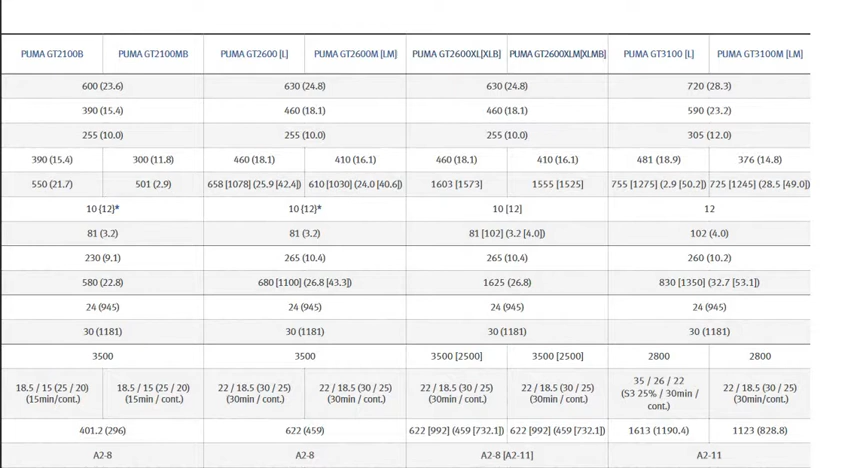 PUMA GT2100B PUMA GT2100MB PUMA GT2600 [L] PUMA GT2600M [LM] PUMA GT2600XL[XLB] PUMA GT2600XLM[XLMB] PUMA GT3100 [L] PUMA GT3100M [LM]
600 (23.6) 630 (24.8) 630 (24.8) 720 (28.3)
390 (15.4) 460 (18.1) 460 (18.1) 590 (23.2)
255 (10.0) 255 (10.0) 255 (10.0) 305 (12.0)
390 (15.4) 300 (11.8) 460 (18.1) 410 (16.1) 460 (18.1) 410 (16.1) 481 (18.9) 376 (14.8)
550 (21.7) 501 (2.9) 658 [1078] (25.9 [42.4]) 610 [1030] (24,0 [40.6]) 1603 [1573] 1555 [1525] 755 [1275] (2.9 [50.2]) 725 [1245] (28.5 [49.0])
10 {12}* 10 {12}* 10 [12] 12
81 (3.2) 81 (3.2) 81 [102] (3.2 [4.0]) 102 (4.0)
230 (9.1) 265 (10.4) 265 (10.4) 260 (10.2)
580 (22.8) 680 [1100] (26.8 [43.3]) 1625 (26.8) 830 [1350] (32.7 [53.1])
24 (945) 24 (945) 24 (945) 24 (945)
30 (1181) 30 (1181) 30 (1181) 30 (1181)
3500 3500 3500 [2500] 3500 [2500] 2800 2800
18.5 / 15 (25 / 20) 18.5 / 15 (25 / 20) 22 / 18.5 (30 / 25) 22 / 18.5 (30 / 25) 22 / 18.5 (30 / 25) 22 / 18.5 (30 / 25) 35 / 26 / 22 22 / 18.5 (30 / 25)
(15min/cont.) (15min / cont.) (30min / cont.) (30min / cont.) (30min / cont.) (30min / cont.) (S3 25% / 30min / (30min/cont.)
cont.)
401.2 (296) 622 (459) 622 [992] (459 [732.1]) 622 [992} (459 [732.1]) 1613 (1190.4) 1123 (828.8)
A2-8 A2-8 A2-8 [A2-11] A2-11